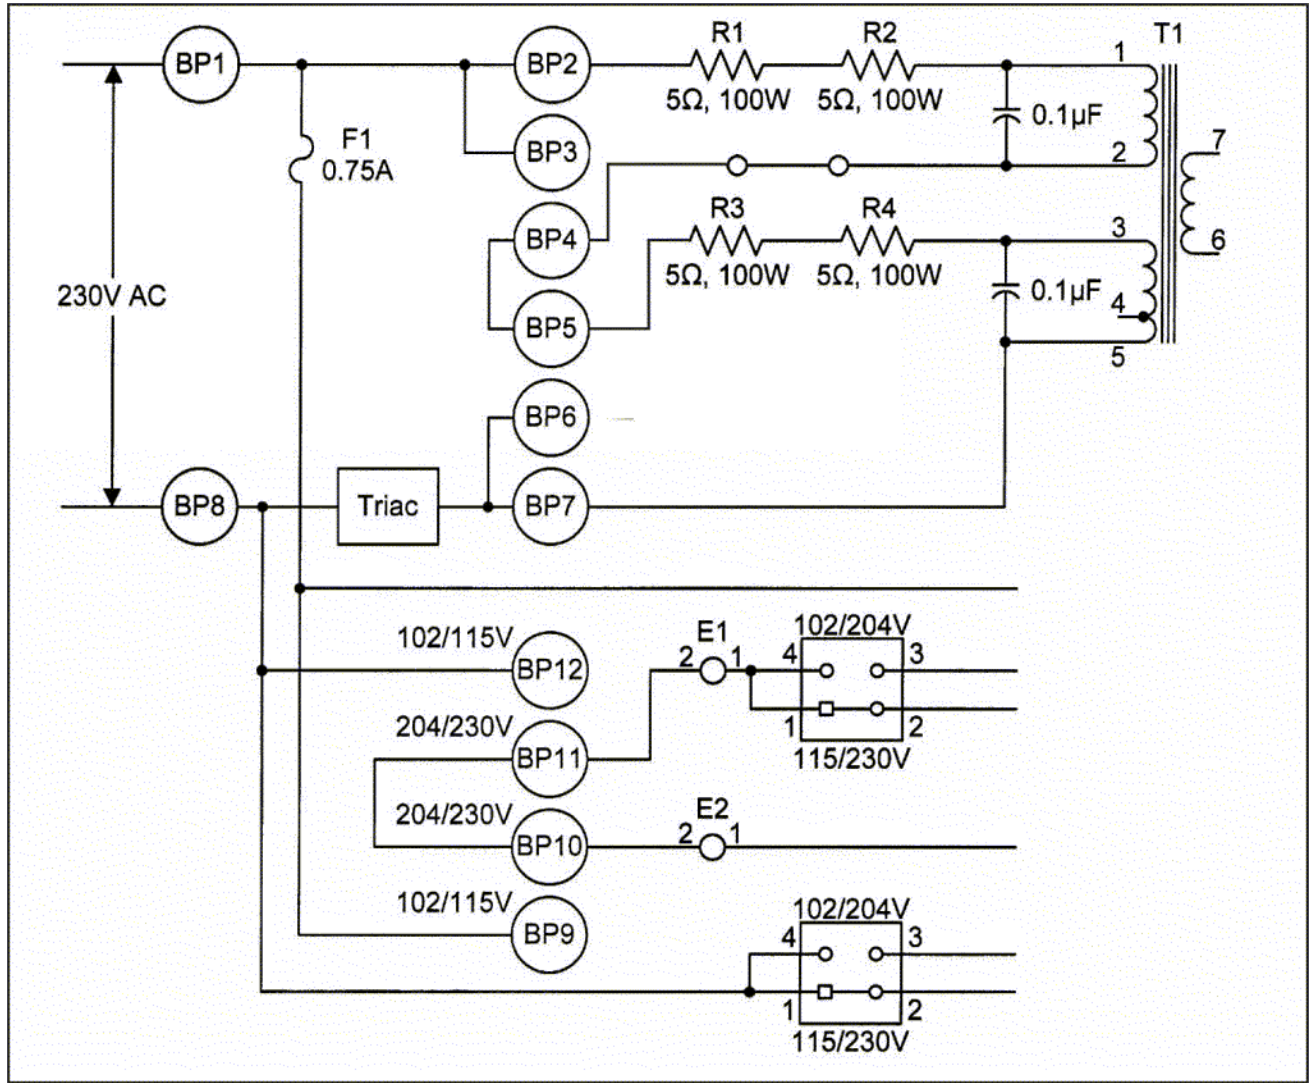 R1
R2
T1
BP1
BP2
1
5Ω, 100W
5Ω, 100W
0.1µF
F1
0.75A
BP3
7
2
R3
R4
3
BP4
6
5Ω, 100W
5Ω, 100W
0.1µF
4
230V AC
BP5
5
BP6
BP8
Triac
BP7
102/115V
E1
102/204V
2
1
4
3
BP12
204/230V
1
2
BP11
115/230V
204/230V
E2
2
1
BP10
102/115V
102/204V
BP9
4
3
1
2
115/230V